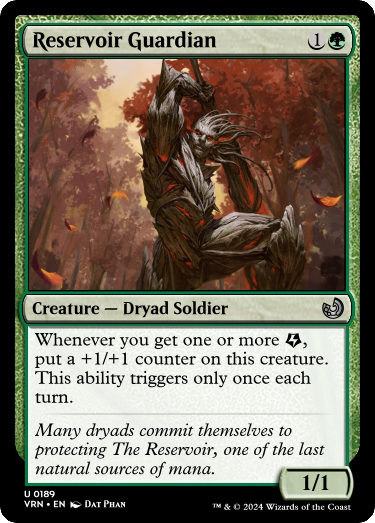 Reservoir Guardian 1
Creature — Dryad Soldier
Whenever you get one or more ,
put a +1/+1 counter on this creature.
This ability triggers only once each
turn.
Many dryads commit themselves to
protecting The Reservoir, one of the last
natural sources of mana.
1/1
U 0189
VRN • EN Dat Phan
™ & © 2024 Wizards of the Coast